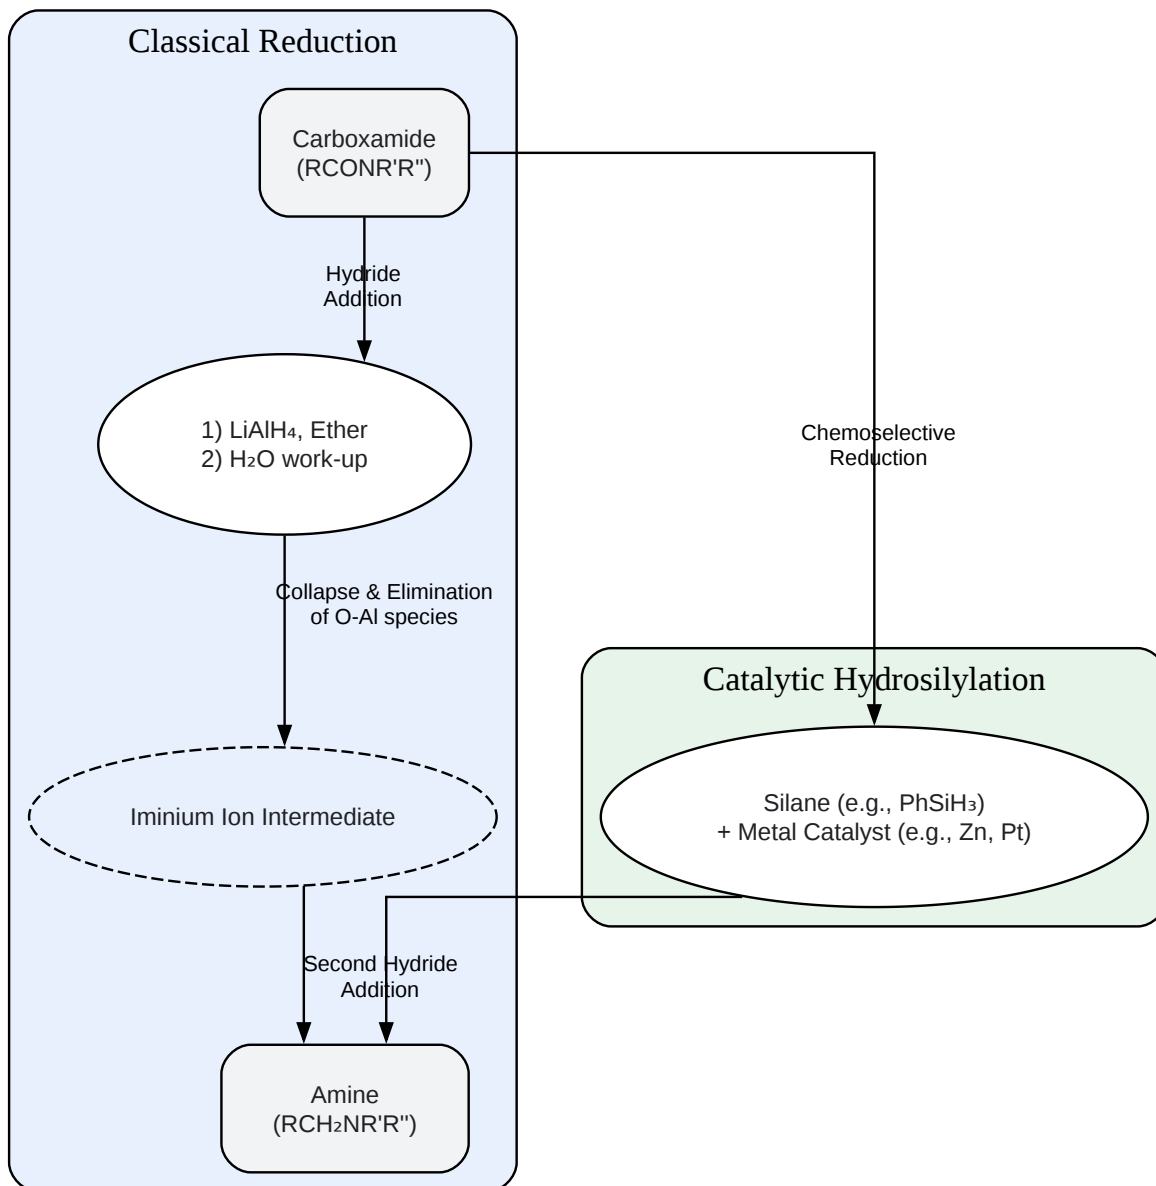 Classical Reduction
Carboxamide
(RCONR'R")
Hydride
Addition
1) LiAlH₄, Ether
2) H₂O work-up
Chemoselective
Reduction
Collapse & Elimination
of O-Al species
Catalytic Hydrosilylation
Iminium Ion Intermediate
Silane (e.g., PhSiH₃)
+ Metal Catalyst (e.g., Zn, Pt)
Second Hydride
Addition
Amine
(RCH₂NR'R")